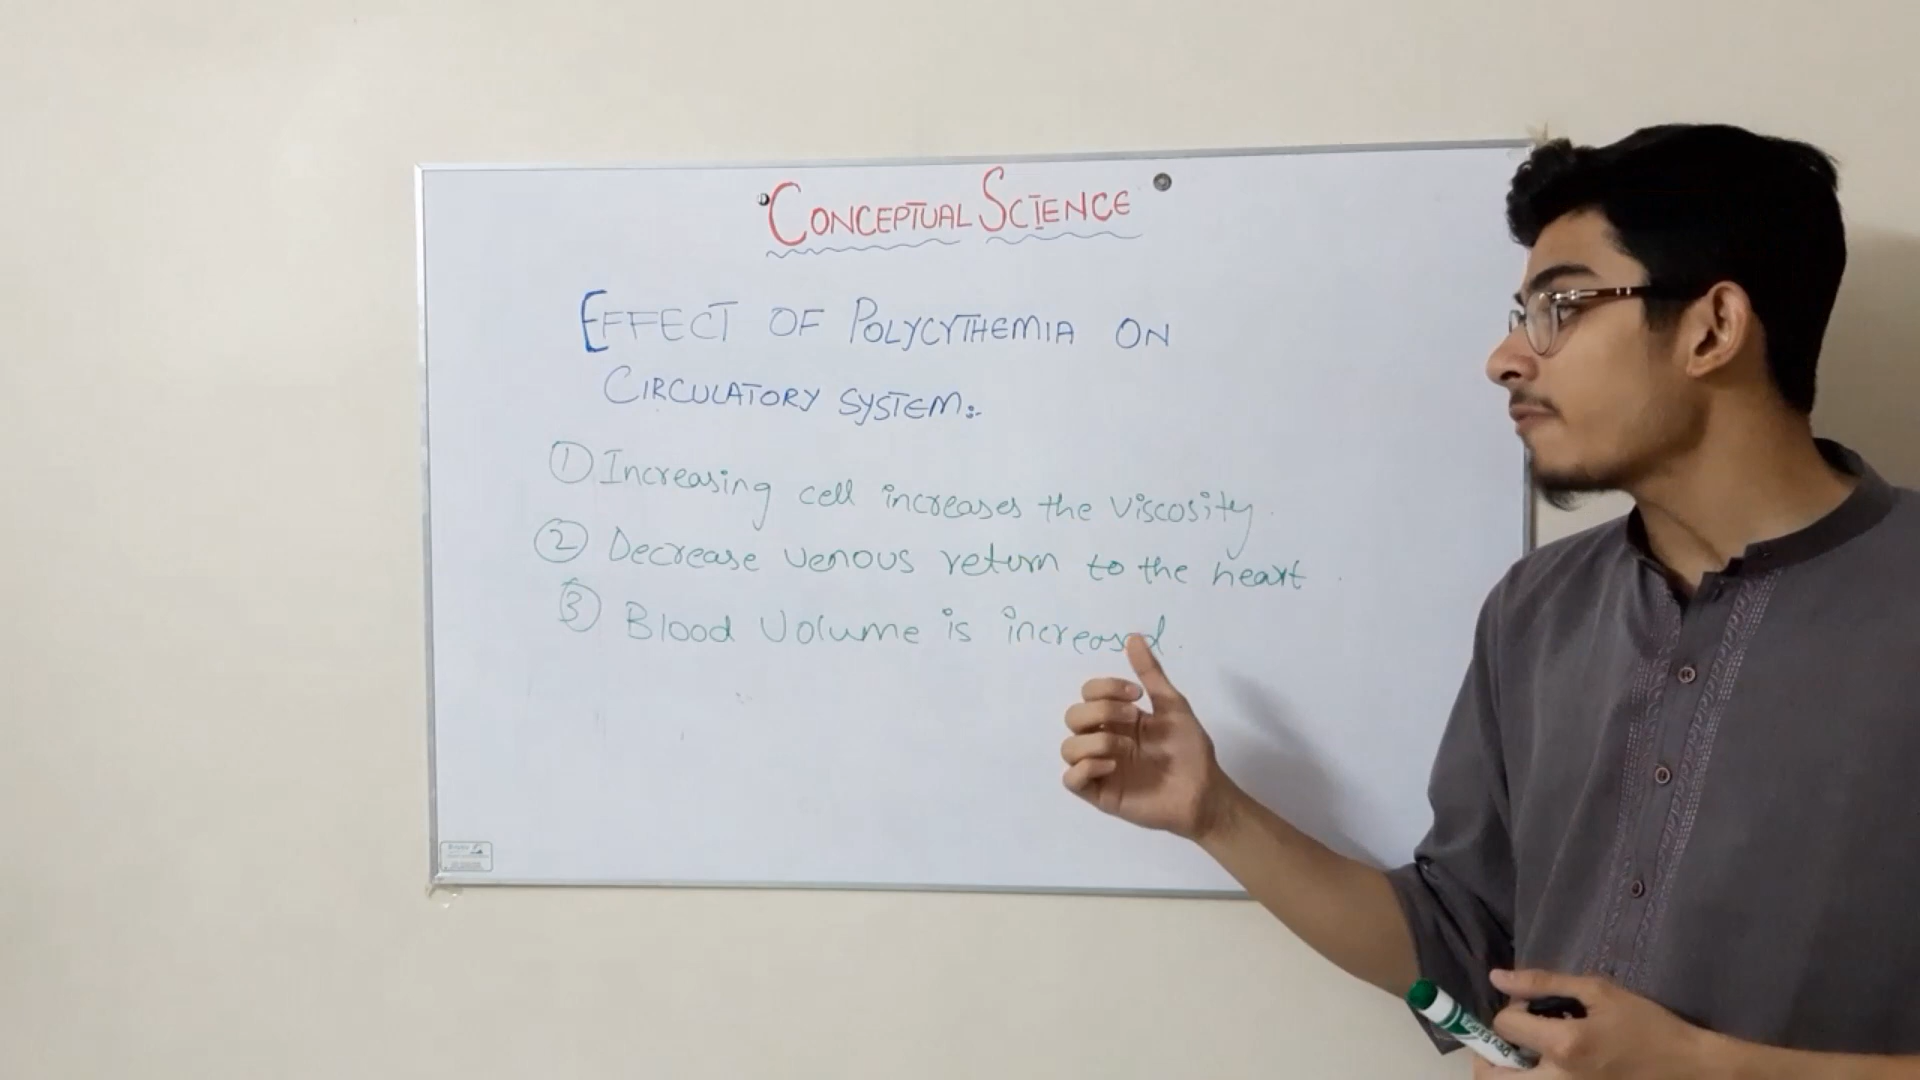 CONCEPTUAL SCIENCE
EFFECT OF POLYCYTHEMIA ON
CIRCULATORY SYSTEM:-
① Increasing cell increases the viscosity.
② Decrease venous return to the heart.
③ Blood Volume is increased.